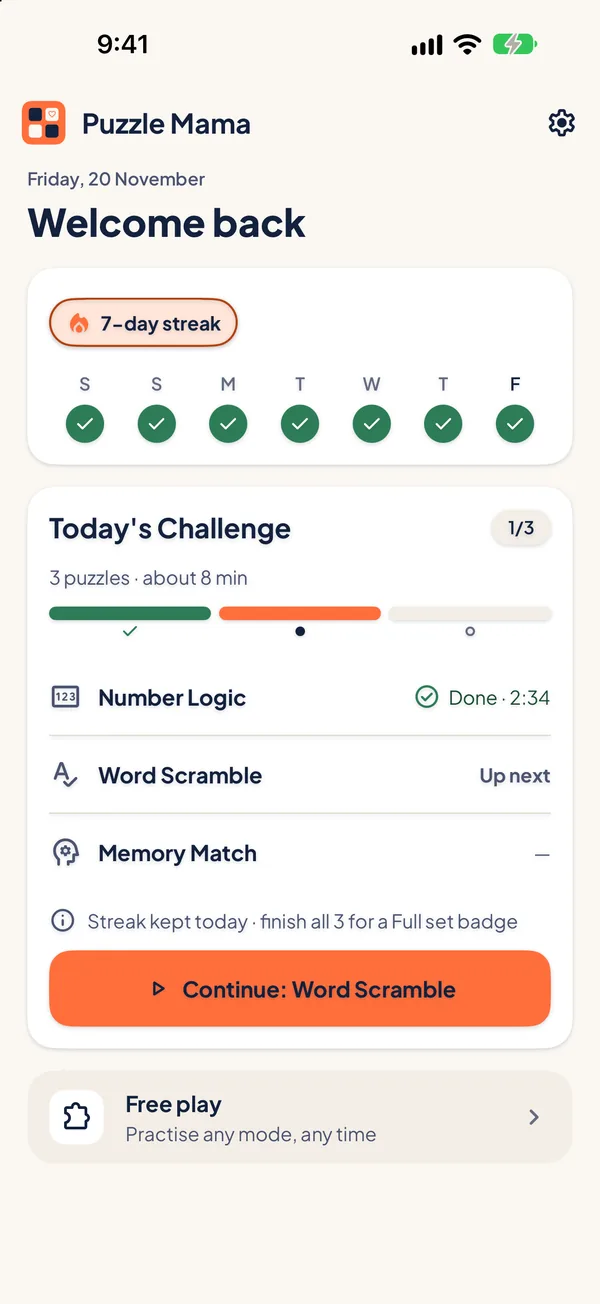 9:41
Puzzle Mama
Friday, 20 November
Welcome back
7-day streak
S S M T W T F
Today's Challenge 1/3
3 puzzles · about 8 min
123 Number Logic Done · 2:34
Word Scramble Up next
Memory Match –
Streak kept today · finish all 3 for a Full set badge
Continue: Word Scramble
Free play
Practise any mode, any time